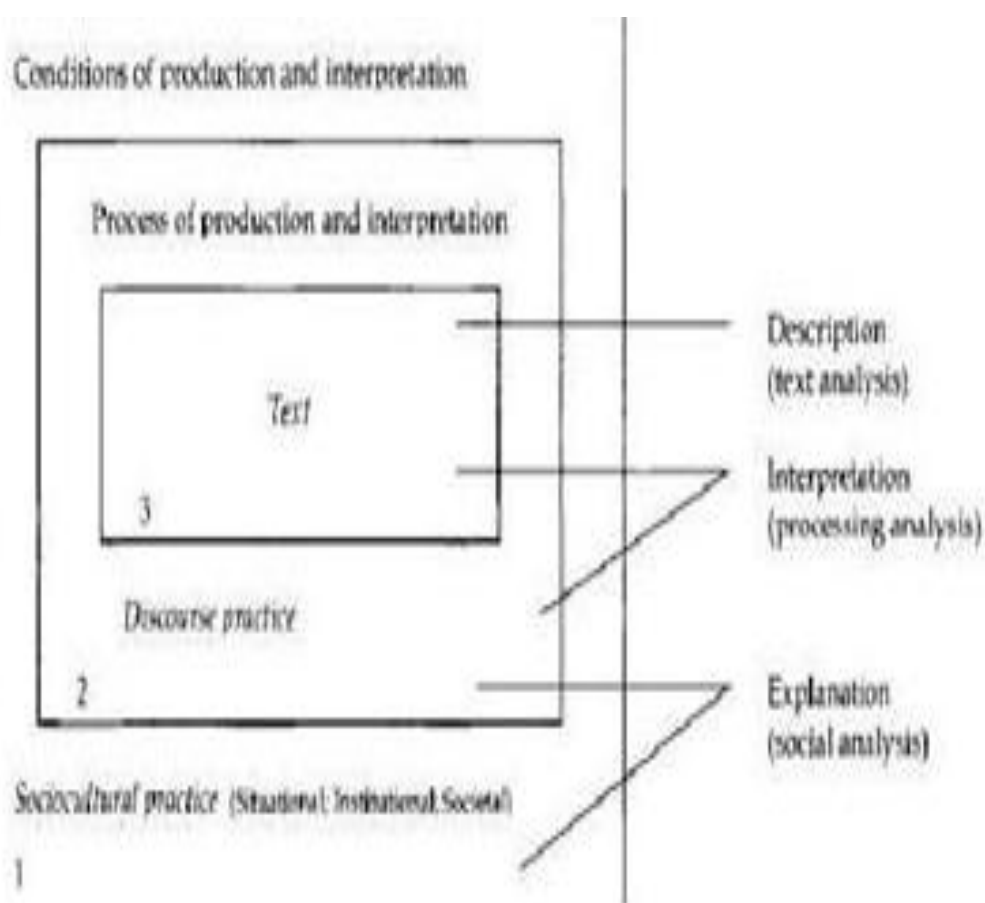 Conditions of production and interpretation
Process of production and interpretation
Description
(text analysis)
Text
Interpretation
(processing analysis)
3
Discourse practice
2
Explanation
(social analysis)
Sociocultural practice (Situational; Institutional; Societal)
1